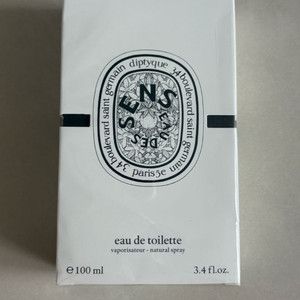 diptyque 34 boulevard saint germain paris 5e 34 boulevard saint germain
EAU DES
SENS
eau de toilette
vaporisateur - natural spray
℮ 100 ml 3.4 fl.oz.